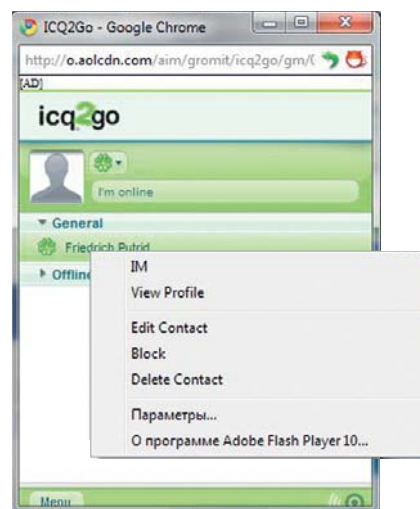 ICQ2Go - Google Chrome
http://o.aolcdn.com/aim/gromit/icq2go/gm/(
[AD]
icq2go
I'm online
General
Friedrich Putrid
Offline
IM
View Profile
Edit Contact
Block
Delete Contact
Параметры...
О программе Adobe Flash Player 10...
Menu